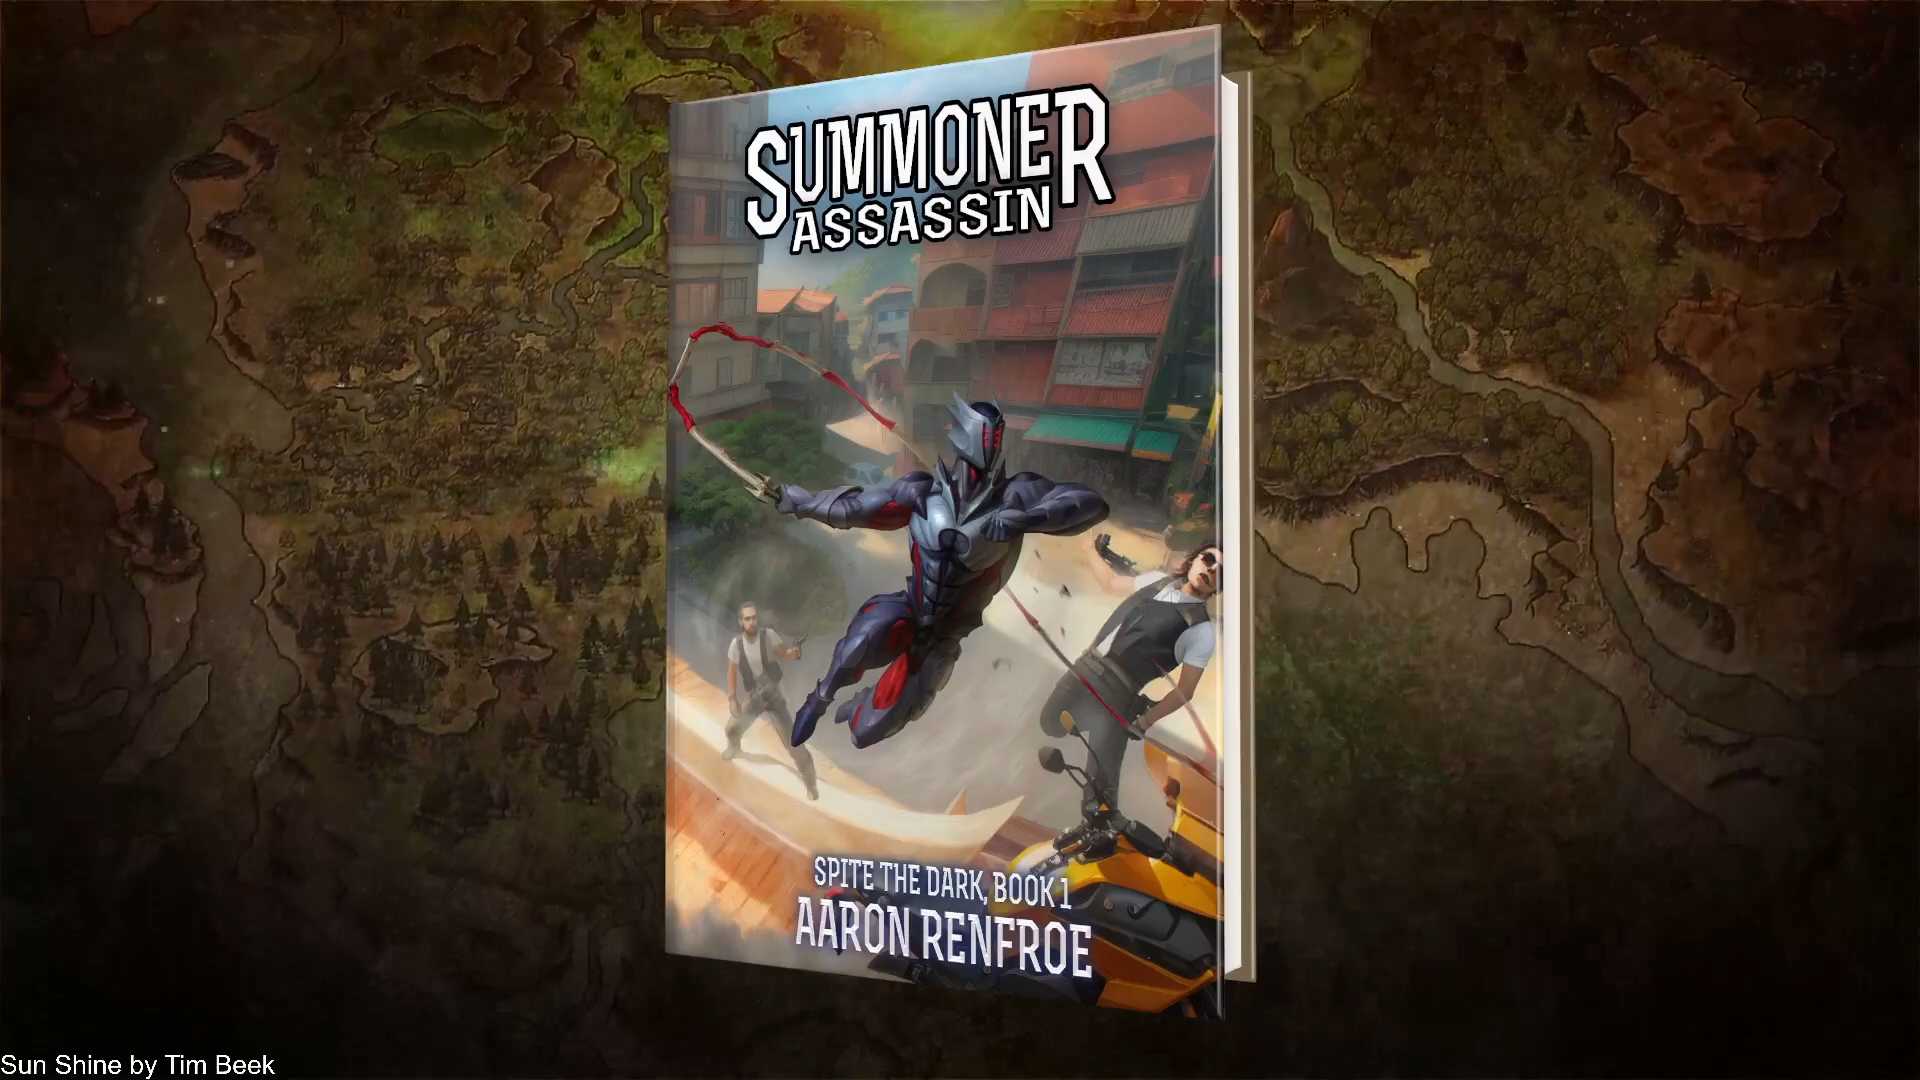 SUMMONER
ASSASSIN
SPITE THE DARK, BOOK 1
AARON RENFROE
Sun Shine by Tim Beek